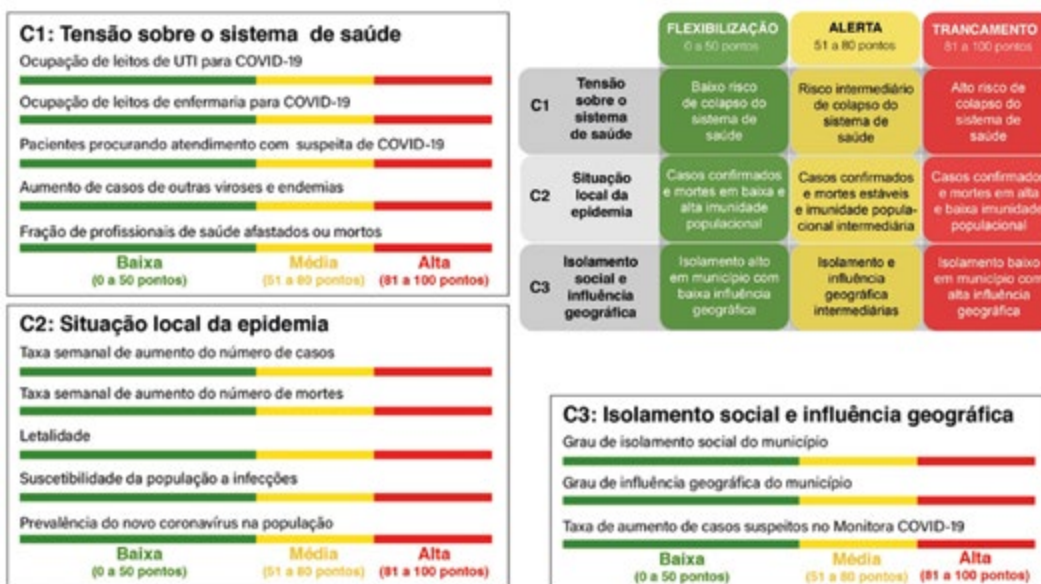 C1: Tensão sobre o sistema de saúde
Ocupação de leitos de UTI para COVID-19
Ocupação de leitos de enfermaria para COVID-19
Pacientes procurando atendimento com suspeita de COVID-19
Aumento de casos de outras viroses e endemias
Fração de profissionais de saúde afastados ou mortos
Baixa Média Alta
(0 a 50 pontos) (51 a 80 pontos) (81 a 100 pontos)
C2: Situação local da epidemia
Taxa semanal de aumento do número de casos
Taxa semanal de aumento do número de mortes
Letalidade
Suscetibilidade da população a infecções
Prevalência do novo coronavírus na população
Baixa Média Alta
(0 a 50 pontos) (51 a 80 pontos) (81 a 100 pontos)
FLEXIBILIZAÇÃO ALERTA TRANCAMENTO
0 a 50 pontos 51 a 80 pontos 81 a 100 pontos
C1
Tensão
sobre o
sistema
de saúde
Baixo risco
de colapso do
sistema de
saúde
Risco intermediário
de colapso do
sistema de
saúde
Alto risco de
colapso do
sistema de
saúde
C2
Situação
local da
epidemia
Casos confirmados
e mortes em baixa e
alta imunidade
populacional
Casos confirmados
e mortes estáveis
e imunidade popula-
cional intermediária
Casos confirmados
e mortes em alta
e baixa imunidade
populacional
C3
Isolamento
social e
influência
geográfica
Isolamento alto
em município com
baixa influência
geográfica
Isolamento e
influência
geográfica
intermediárias
Isolamento baixo
em município com
alta influência
geográfica
C3: Isolamento social e influência geográfica
Grau de isolamento social do município
Grau de influência geográfica do município
Taxa de aumento de casos suspeitos no Monitora COVID-19
Baixa Média Alta
(0 a 50 pontos) (51 a 80 pontos) (81 a 100 pontos)